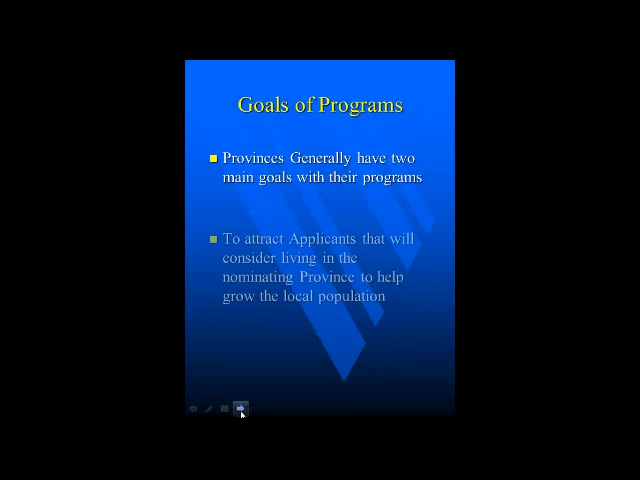 Goals of Programs
Provinces Generally have two
main goals with their programs
To attract Applicants that will
consider living in the
nominating Province to help
grow the local population